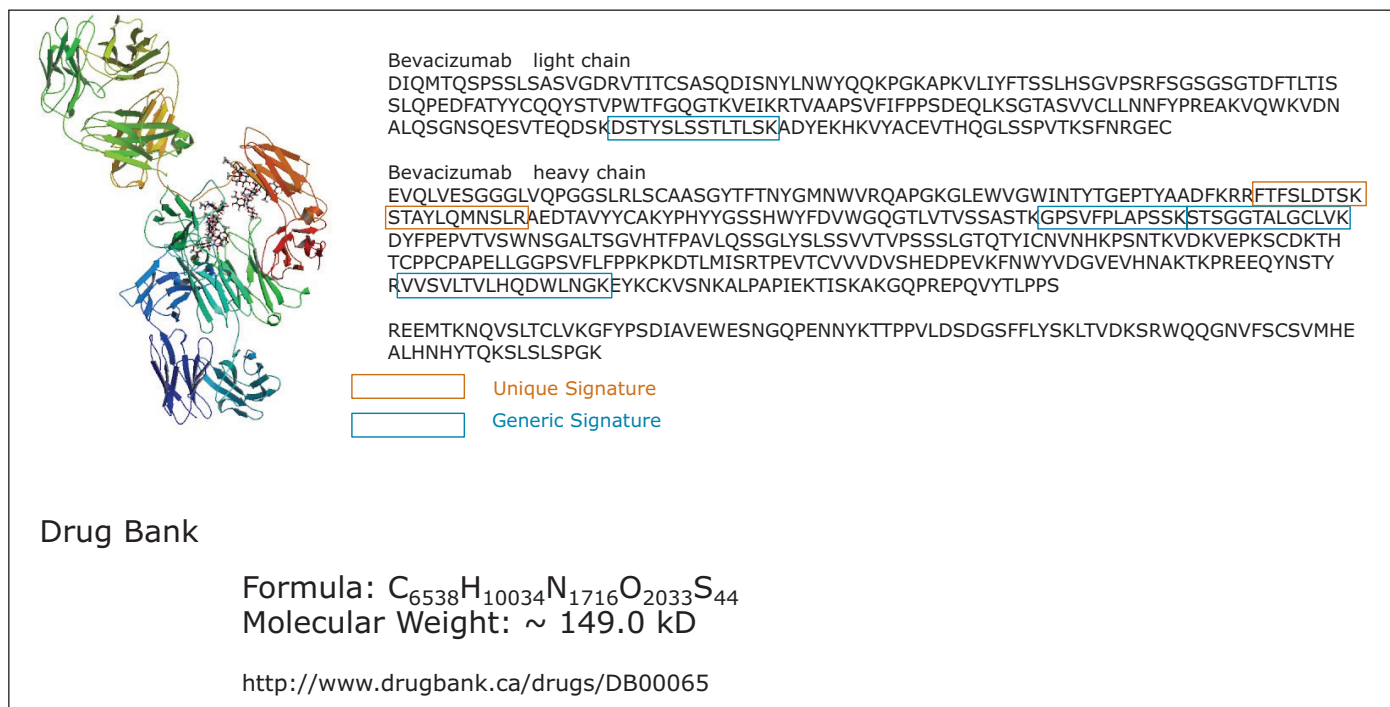 Bevacizumab light chain
DIQMTQSPSSLSASVGDRVTITCSASQDISNYLNWYQQKPGKAPKVLIYFTSSLHSGVPSRFSGSGSGTDFTLTIS
SLQPEDFATYYCQQYSTVPWTFGQGTKVEIKRTVAAPSVFIFPPSDEQLKSGTASVVCLLNNFYPREAKVQWKVDN
ALQSGNSQESVTEQDSKDSTYSLSSTLTLSKADYEKHKVYACEVTHQGLSSPVTKSFNRGEC
Bevacizumab heavy chain
EVQLVESGGGLVQPGGSLRLSCAASGYTFTNYGMNWVRQAPGKGLEWVGWINTYTGEPTYAADFKRRFTFSLDTSK
STAYLQMNSLRAEDTAVYYCAKYPHYYGSSHWYFDVWGQGTLVTVSSASTKGPSVFPLAPSSKSTSGGTALGCLVK
DYFPEPVTVSWNSGALTSGVHTFPAVLQSSGLYSLSSVVTVPSSSLGTQTYICNVNHKPSNTKVDKVEPKSCDKTH
TCPPCPAPELLGGPSVFLFPPKPKDTLMISRTPEVTCVVVDVSHEDPEVKFNWYVDGVEVHNAKTKPREEQYNSTY
RVVSVLTVLHQDWLNGKEYKCKVSNKALPAPIEKTISKAKGQPREPQVYTLPPS
REEMTKNQVSLTCLVKGFYPSDIAVEWESNGQPENNYKTTPPVLDSDGSFFLYSKLTVDKSRWQQGNVFSCSVMHE
ALHNHYTQKSLSLSPGK
Unique Signature
Generic Signature
Drug Bank
Formula: C6538H10034N1716O2033S44
Molecular Weight: ~ 149.0 kD
http://www.drugbank.ca/drugs/DB00065